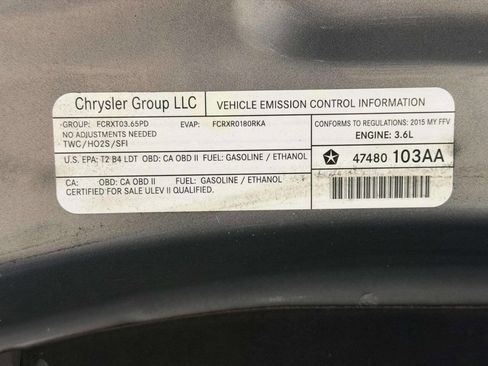 Chrysler Group LLC
VEHICLE EMISSION CONTROL INFORMATION
GROUP: FCRXT03.65PD EVAP: FCRXR0180RKA
NO ADJUSTMENTS NEEDED
TWC/HO2S/SFI
CONFORMS TO REGULATIONS: 2015 MY FFV
ENGINE: 3.6L
U.S. EPA: T2 B4 LDT OBD: CA OBD II FUEL: GASOLINE / ETHANOL
47480 103AA
CA: OBD: CA OBD II FUEL: GASOLINE / ETHANOL
CERTIFIED FOR SALE ULEV II QUALIFIED.